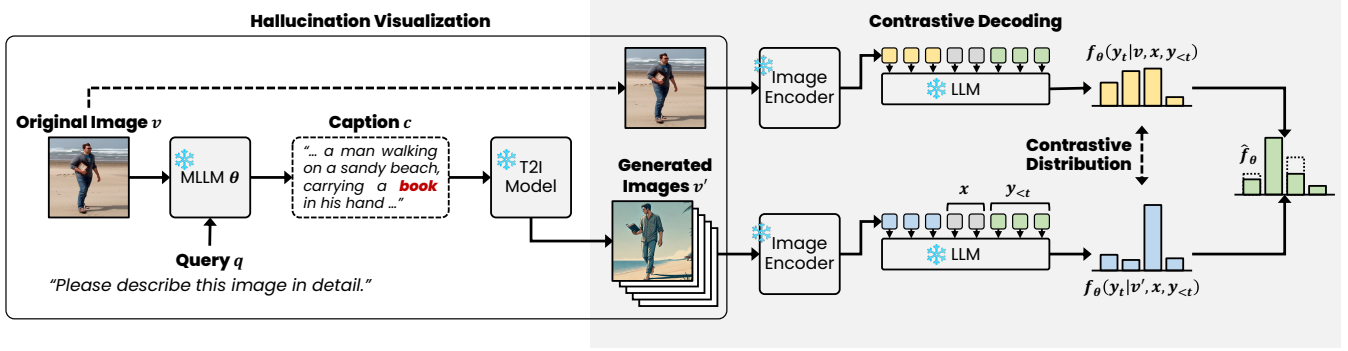 Hallucination Visualization
Contrastive Decoding
Original Image v
Caption c
MLLM θ
"... a man walking
on a sandy beach,
carrying a book
in his hand ..."
T2I
Model
Query q
"Please describe this image in detail."
Generated
Images v′
Image
Encoder
LLM
f_θ(y_t|v, x, y_<t)
Contrastive
Distribution
f̂_θ
x
y_<t
Image
Encoder
LLM
f_θ(y_t|v′, x, y_<t)